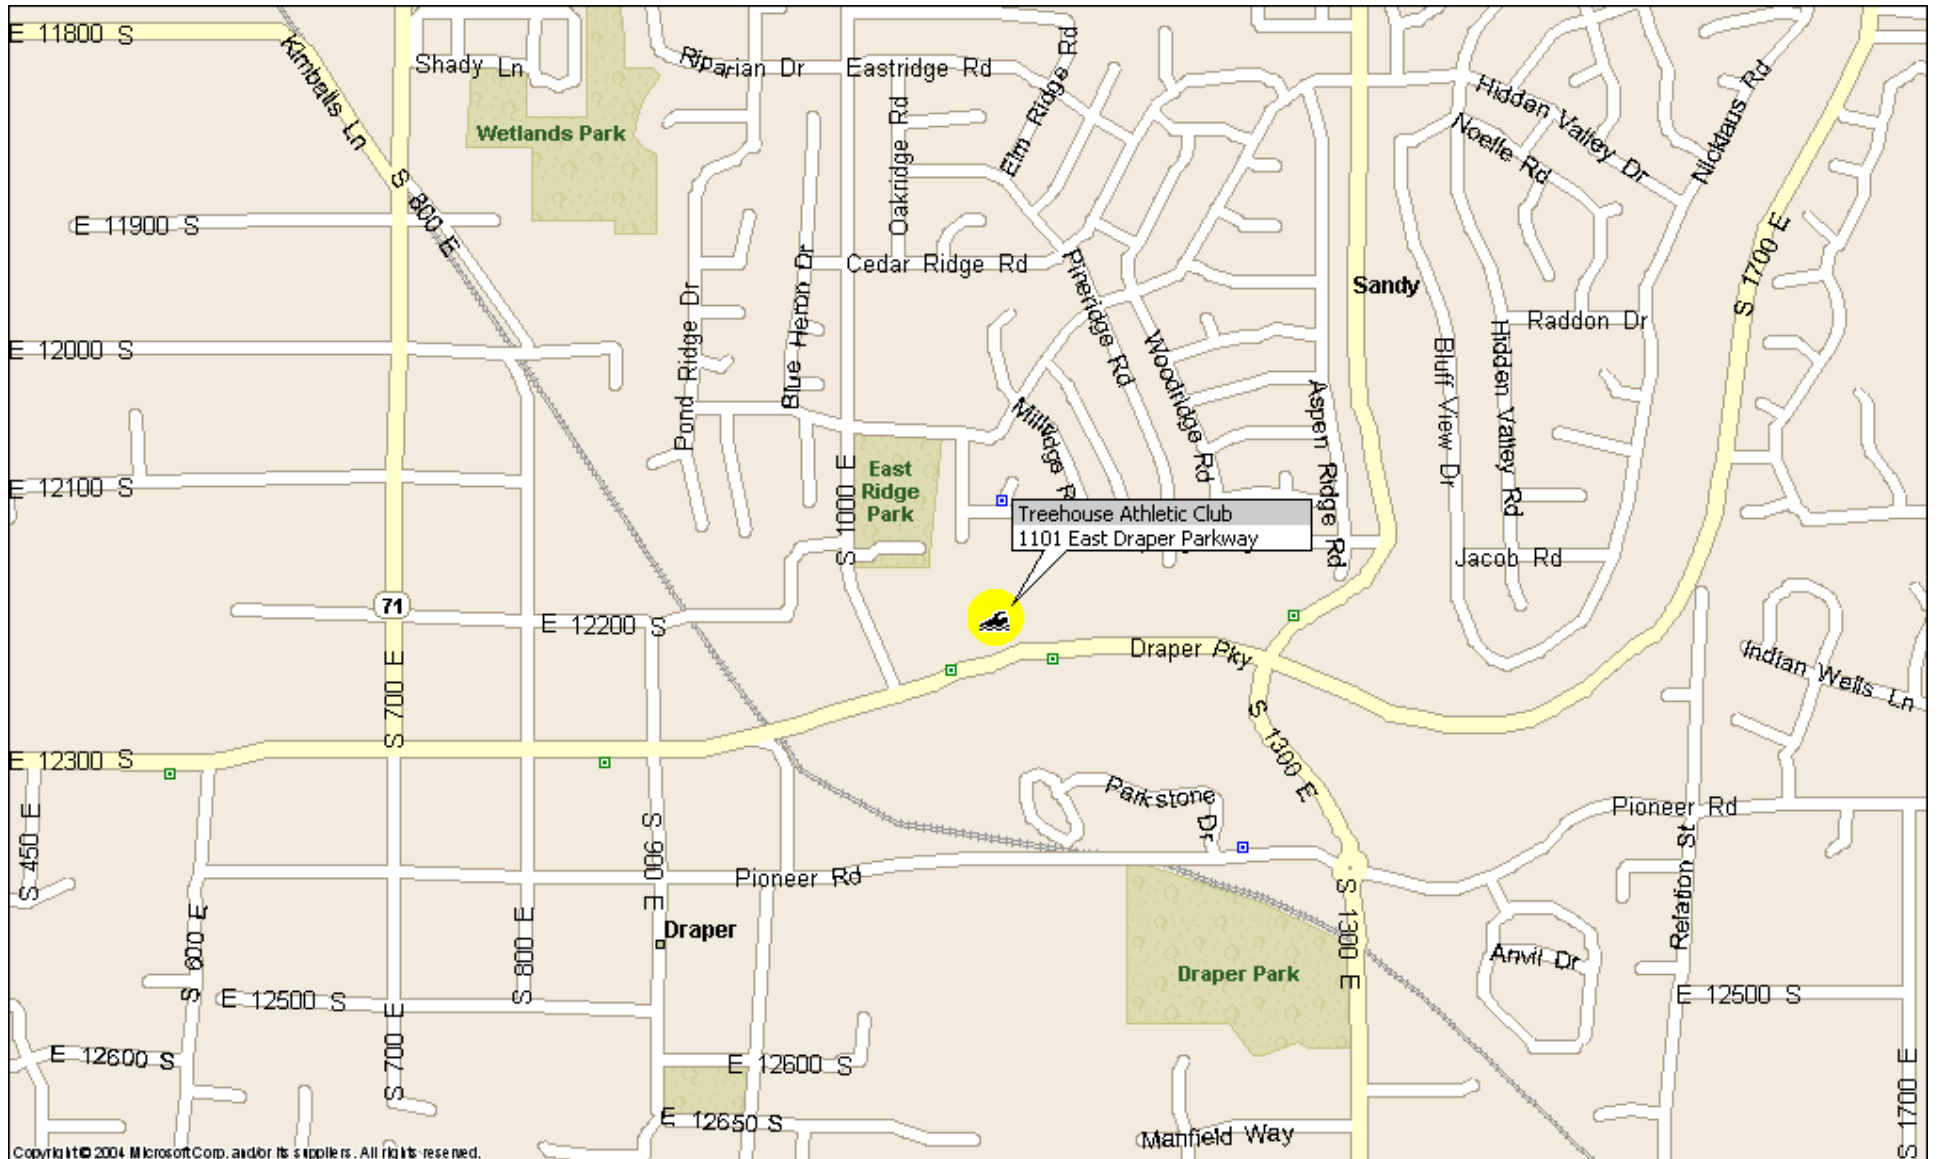 E 11800 S
Kimballs Ln
Shady Ln
Riparian Dr
Eastridge Rd
Elm Ridge Rd
Oakridge Rd
Hidden Valley Dr
Nicklaus Rd
Noelle Rd
Wetlands Park
S 800 E
E 11900 S
Cedar Ridge Rd
Blue Heron Dr
Pond Ridge Dr
Pineridge Rd
Woodridge Rd
Sandy
S 1700 E
Raddon Dr
Hidden Valley Rd
Bluff View Dr
E 12000 S
Aspen Ridge Rd
Millridge R
East
Ridge
Park
S 1000 E
E 12100 S
Treehouse Athletic Club
1101 East Draper Parkway
Jacob Rd
71
E 12200 S
Draper Pky
Indian Wells Ln
S 700 E
S 1300 E
E 12300 S
Parkstone Dr
Pioneer Rd
S 450 E
S 900 E
Pioneer Rd
Relation St
S 600 E
S 800 E
Draper
S 1300 E
Anvil Dr
Draper Park
E 12500 S
E 12500 S
S 700 E
E 12600 S
E 12600 S
S 1700 E
E 12650 S
Manfield Way
Copyright © 2004 Microsoft Corp. and/or its suppliers. All rights reserved.